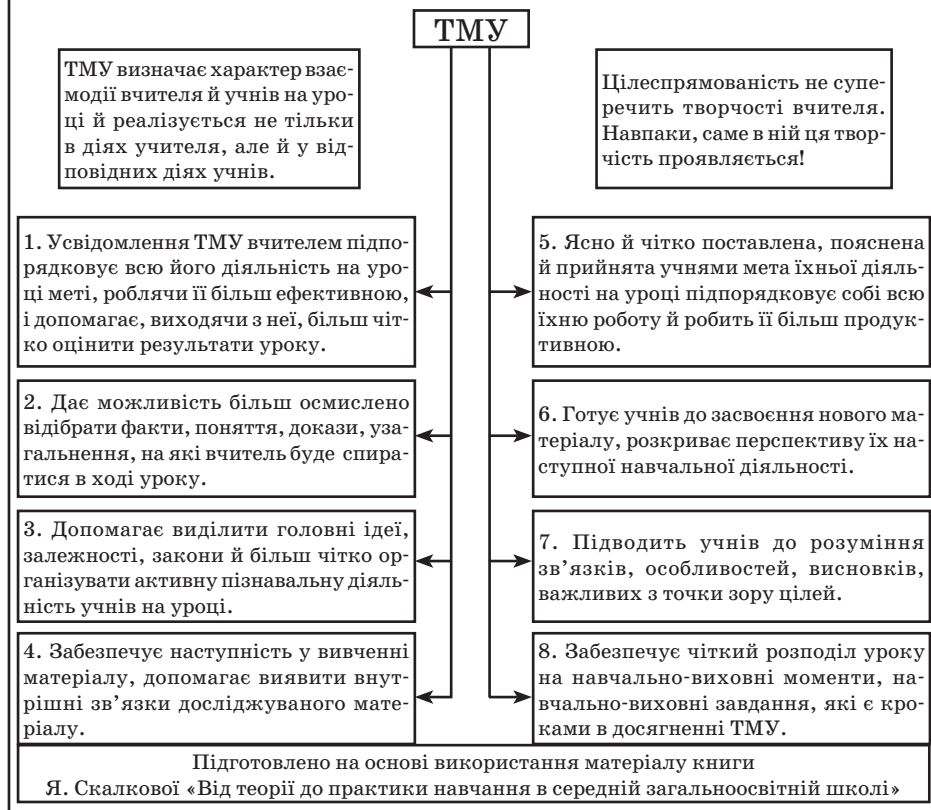 ТМУ
ТМУ визначає характер взає-
модії вчителя й учнів на уро-
ці й реалізується не тільки
в діях учителя, але й у від-
повідних діях учнів.
Цілеспрямованість не супе-
речить творчості вчителя.
Навпаки, саме в ній ця твор-
чість проявляється!
1. Усвідомлення ТМУ вчителем підпо-
рядковує всю його діяльність на уро-
ці меті, роблячи її більш ефективною,
і допомагає, виходячи з неї, більш чіт-
ко оцінити результати уроку.
2. Дає можливість більш осмислено
відібрати факти, поняття, докази, уза-
гальнення, на які вчитель буде спира-
тися в ході уроку.
3. Допомагає виділити головні ідеї,
залежності, закони й більш чітко ор-
ганізувати активну пізнавальну діяль-
ність учнів на уроці.
4. Забезпечує наступність у вивченні
матеріалу, допомагає виявити внут-
рішні зв’язки досліджуваного мате-
ріалу.
5. Ясно й чітко поставлена, пояснена
й прийнята учнями мета їхньої діяль-
ності на уроці підпорядковує собі всю
їхню роботу й робить її більш продук-
тивною.
6. Готує учнів до засвоєння нового ма-
теріалу, розкриває перспективу їх на-
ступної навчальної діяльності.
7. Підводить учнів до розуміння
зв’язків, особливостей, висновків,
важливих з точки зору цілей.
8. Забезпечує чіткий розподіл уроку
на навчально-виховні моменти, на-
вчально-виховні завдання, які є кро-
ками в досягненні ТМУ.
Підготовлено на основі використання матеріалу книги
Я. Скалкової «Від теорії до практики навчання в середній загальноосвітній школі»